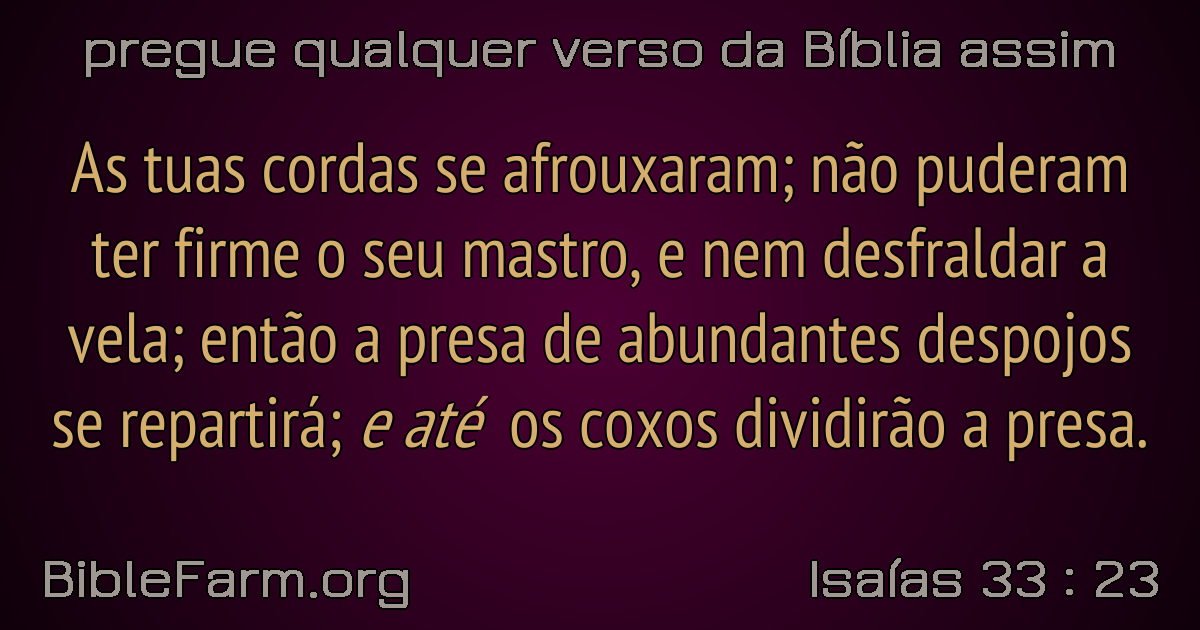 pregue qualquer verso da Bíblia assim
As tuas cordas se afrouxaram; não puderam
ter firme o seu mastro, e nem desfraldar a
vela; então a presa de abundantes despojos
se repartirá; e até os coxos dividirão a presa.
BibleFarm.org
Isaías 33 : 23